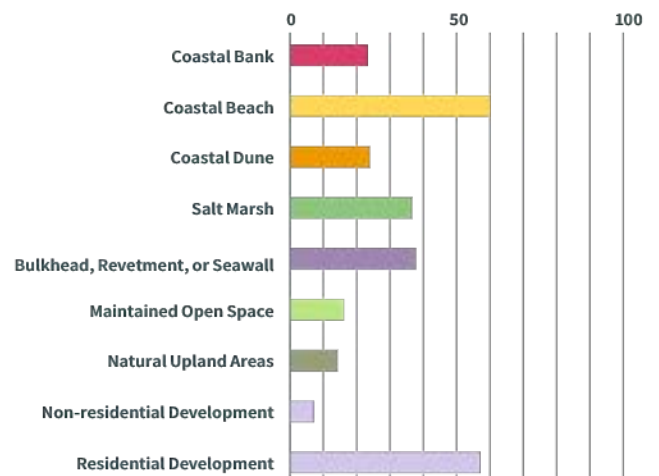 0 50 100
Coastal Bank
Coastal Beach
Coastal Dune
Salt Marsh
Bulkhead, Revetment, or Seawall
Maintained Open Space
Natural Upland Areas
Non-residential Development
Residential Development